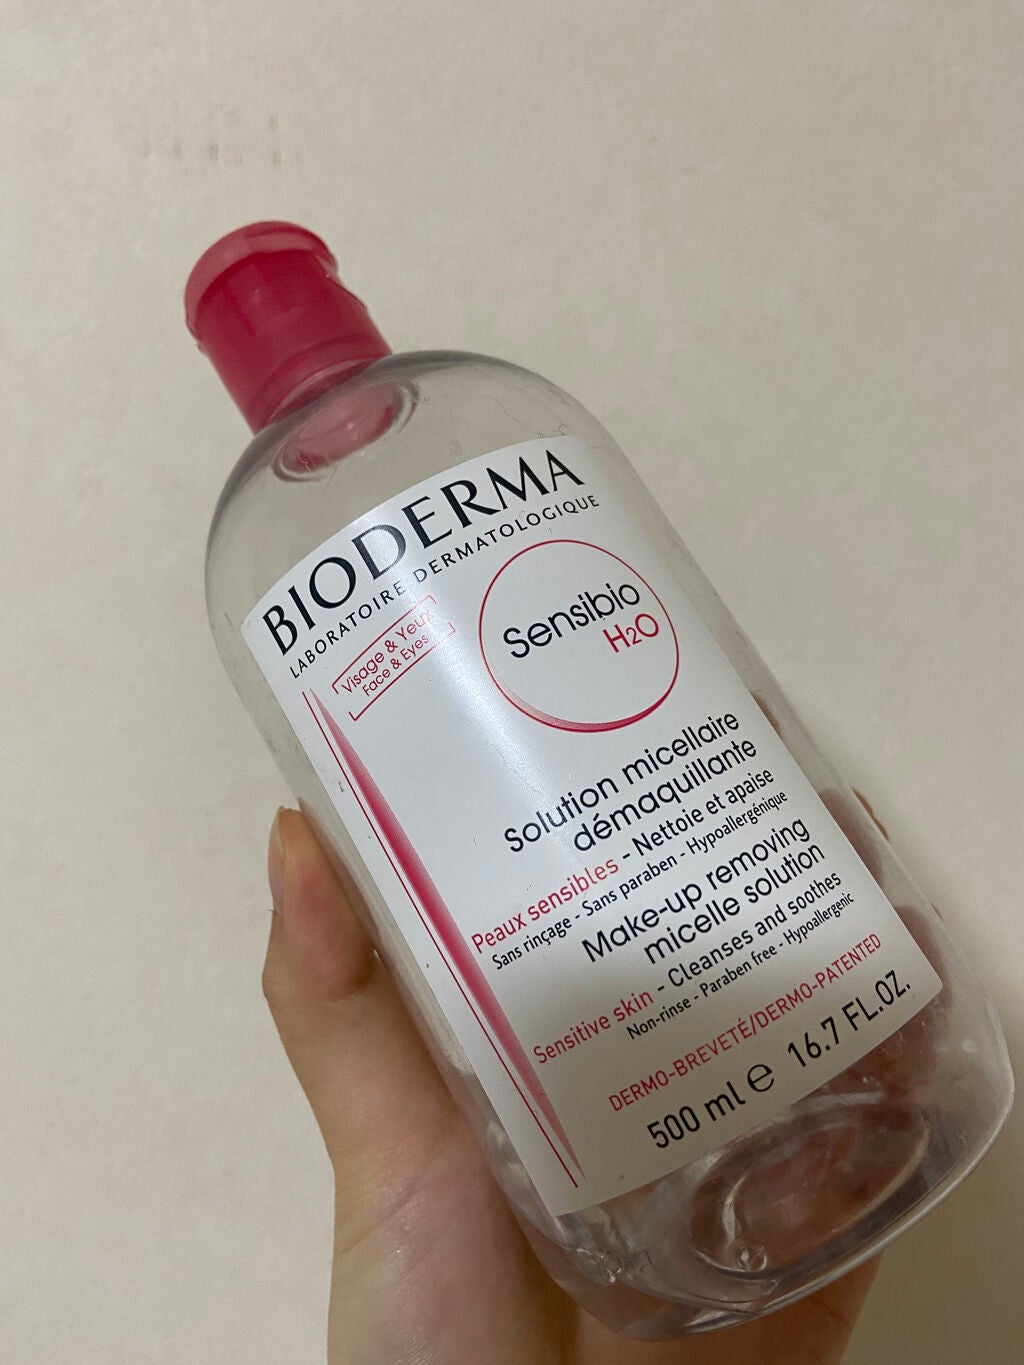 BIODERMA
LABORATOIRE DERMATOLOGIQUE
Visage & Yeux
Face & Eyes
Sensibio
H2O
Solution micellaire
démaquillante
Peaux sensibles - Nettoie et apaise
Sans rinçage - Sans paraben - Hypoallergénique
Make-up removing
micelle solution
Sensitive skin - Cleanses and soothes
Non-rinse - Paraben free - Hypoallergenic
DERMO-BREVETÉ/DERMO-PATENTED
500 ml e 16.7 FL.OZ.